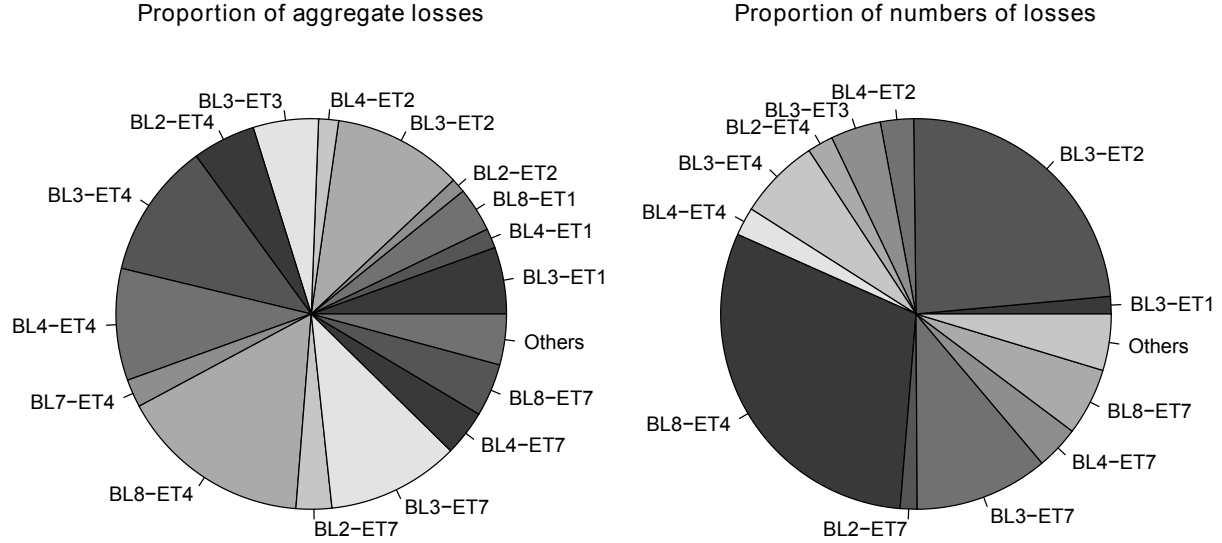 Proportion of aggregate losses
BL3−ET3
BL4−ET2
BL2−ET4
BL3−ET2
BL2−ET2
BL3−ET4
BL8−ET1
BL4−ET1
BL3−ET1
BL4−ET4
Others
BL7−ET4
BL8−ET7
BL4−ET7
BL8−ET4
BL3−ET7
BL2−ET7
Proportion of numbers of losses
BL4−ET2
BL3−ET3
BL2−ET4
BL3−ET2
BL3−ET4
BL4−ET4
BL3−ET1
Others
BL8−ET4
BL8−ET7
BL4−ET7
BL3−ET7
BL2−ET7